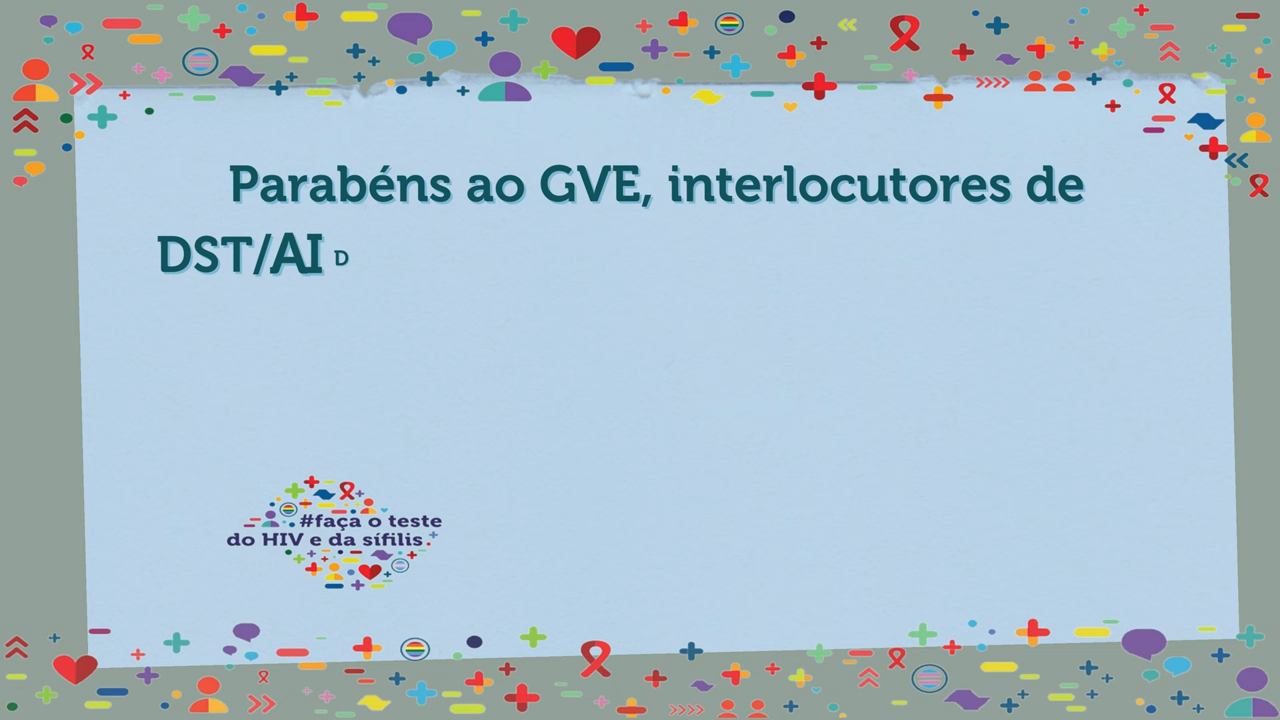 Parabéns ao GVE, interlocutores de
DST/AI D
#faça o teste
do HIV e da sífilis.